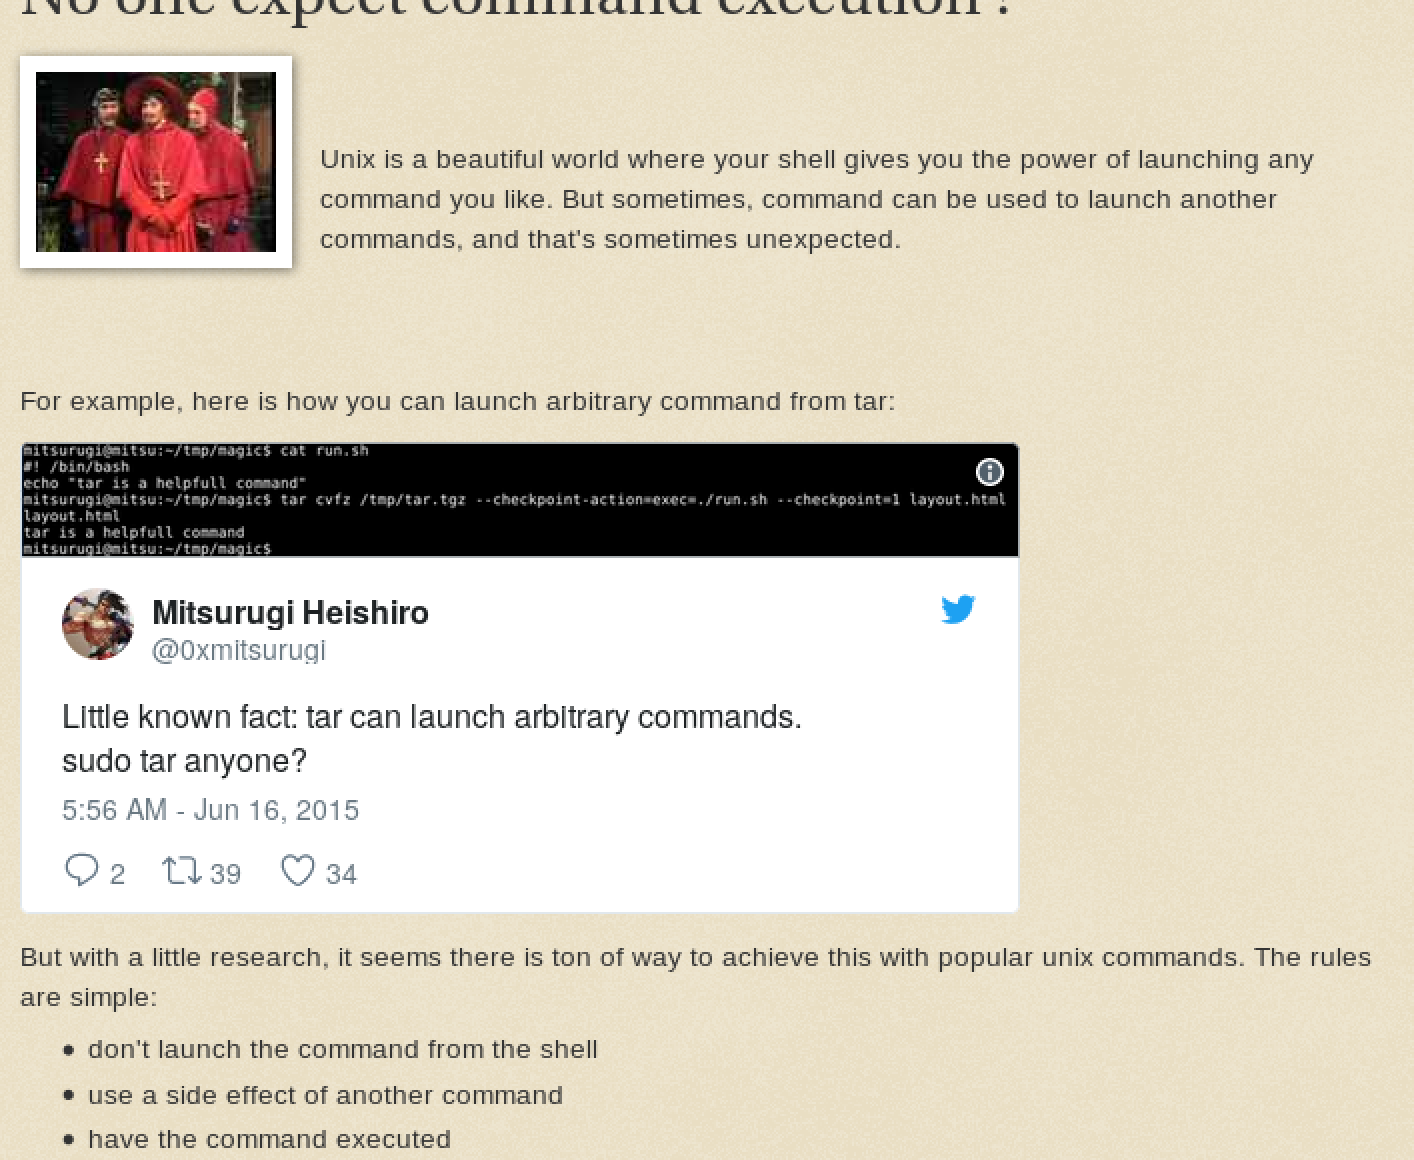 No one expect command execution !
Unix is a beautiful world where your shell gives you the power of launching any
command you like. But sometimes, command can be used to launch another
commands, and that's sometimes unexpected.
For example, here is how you can launch arbitrary command from tar:
mitsurugi@mitsu:~/tmp/magic$ cat run.sh
#! /bin/bash
echo "tar is a helpfull command"
mitsurugi@mitsu:~/tmp/magic$ tar cvfz /tmp/tar.tgz --checkpoint-action=exec=./run.sh --checkpoint=1 layout.html
layout.html
tar is a helpfull command
mitsurugi@mitsu:~/tmp/magic$
Mitsurugi Heishiro
@0xmitsurugi
Little known fact: tar can launch arbitrary commands.
sudo tar anyone?
5:56 AM - Jun 16, 2015
2 39 34
But with a little research, it seems there is ton of way to achieve this with popular unix commands. The rules
are simple:
• don't launch the command from the shell
• use a side effect of another command
• have the command executed